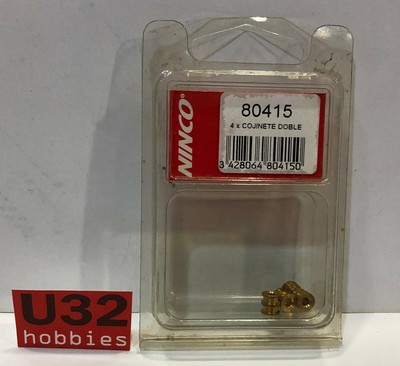 NINCO®
80415
4 x COJINETE DOBLE
3 428064 804150
U32
hobbies